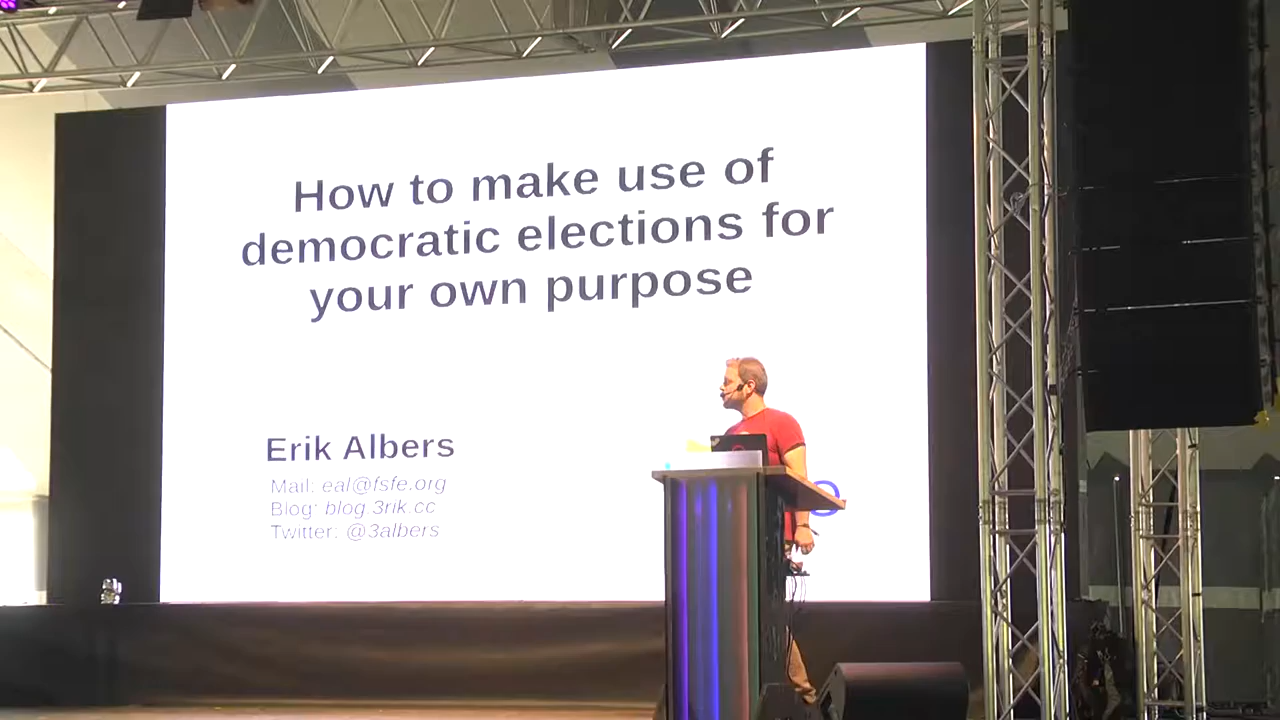 How to make use of
democratic elections for
your own purpose
Erik Albers
Mail: eal@fsfe.org
Blog: blog.3rik.cc
Twitter: @3albers